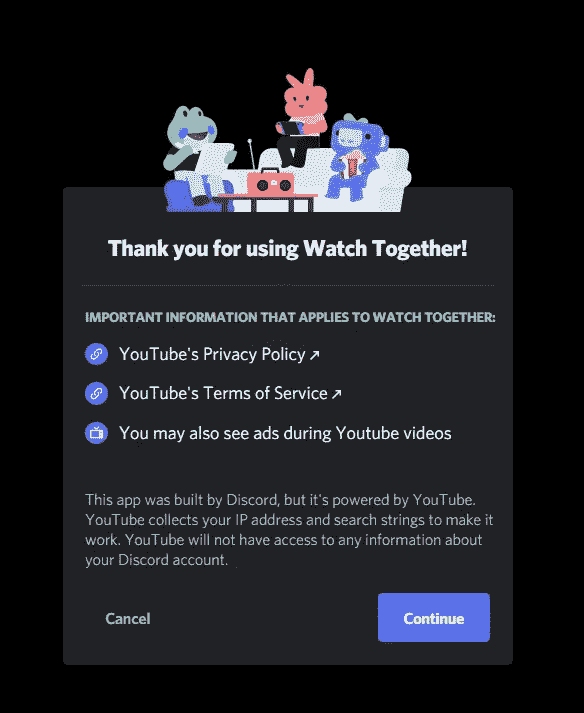 Thank you for using Watch Together!
IMPORTANT INFORMATION THAT APPLIES TO WATCH TOGETHER:
YouTube's Privacy Policy ↗
YouTube's Terms of Service ↗
You may also see ads during Youtube videos
This app was built by Discord, but it's powered by YouTube.
YouTube collects your IP address and search strings to make it
work. YouTube will not have access to any information about
your Discord account.
Cancel
Continue